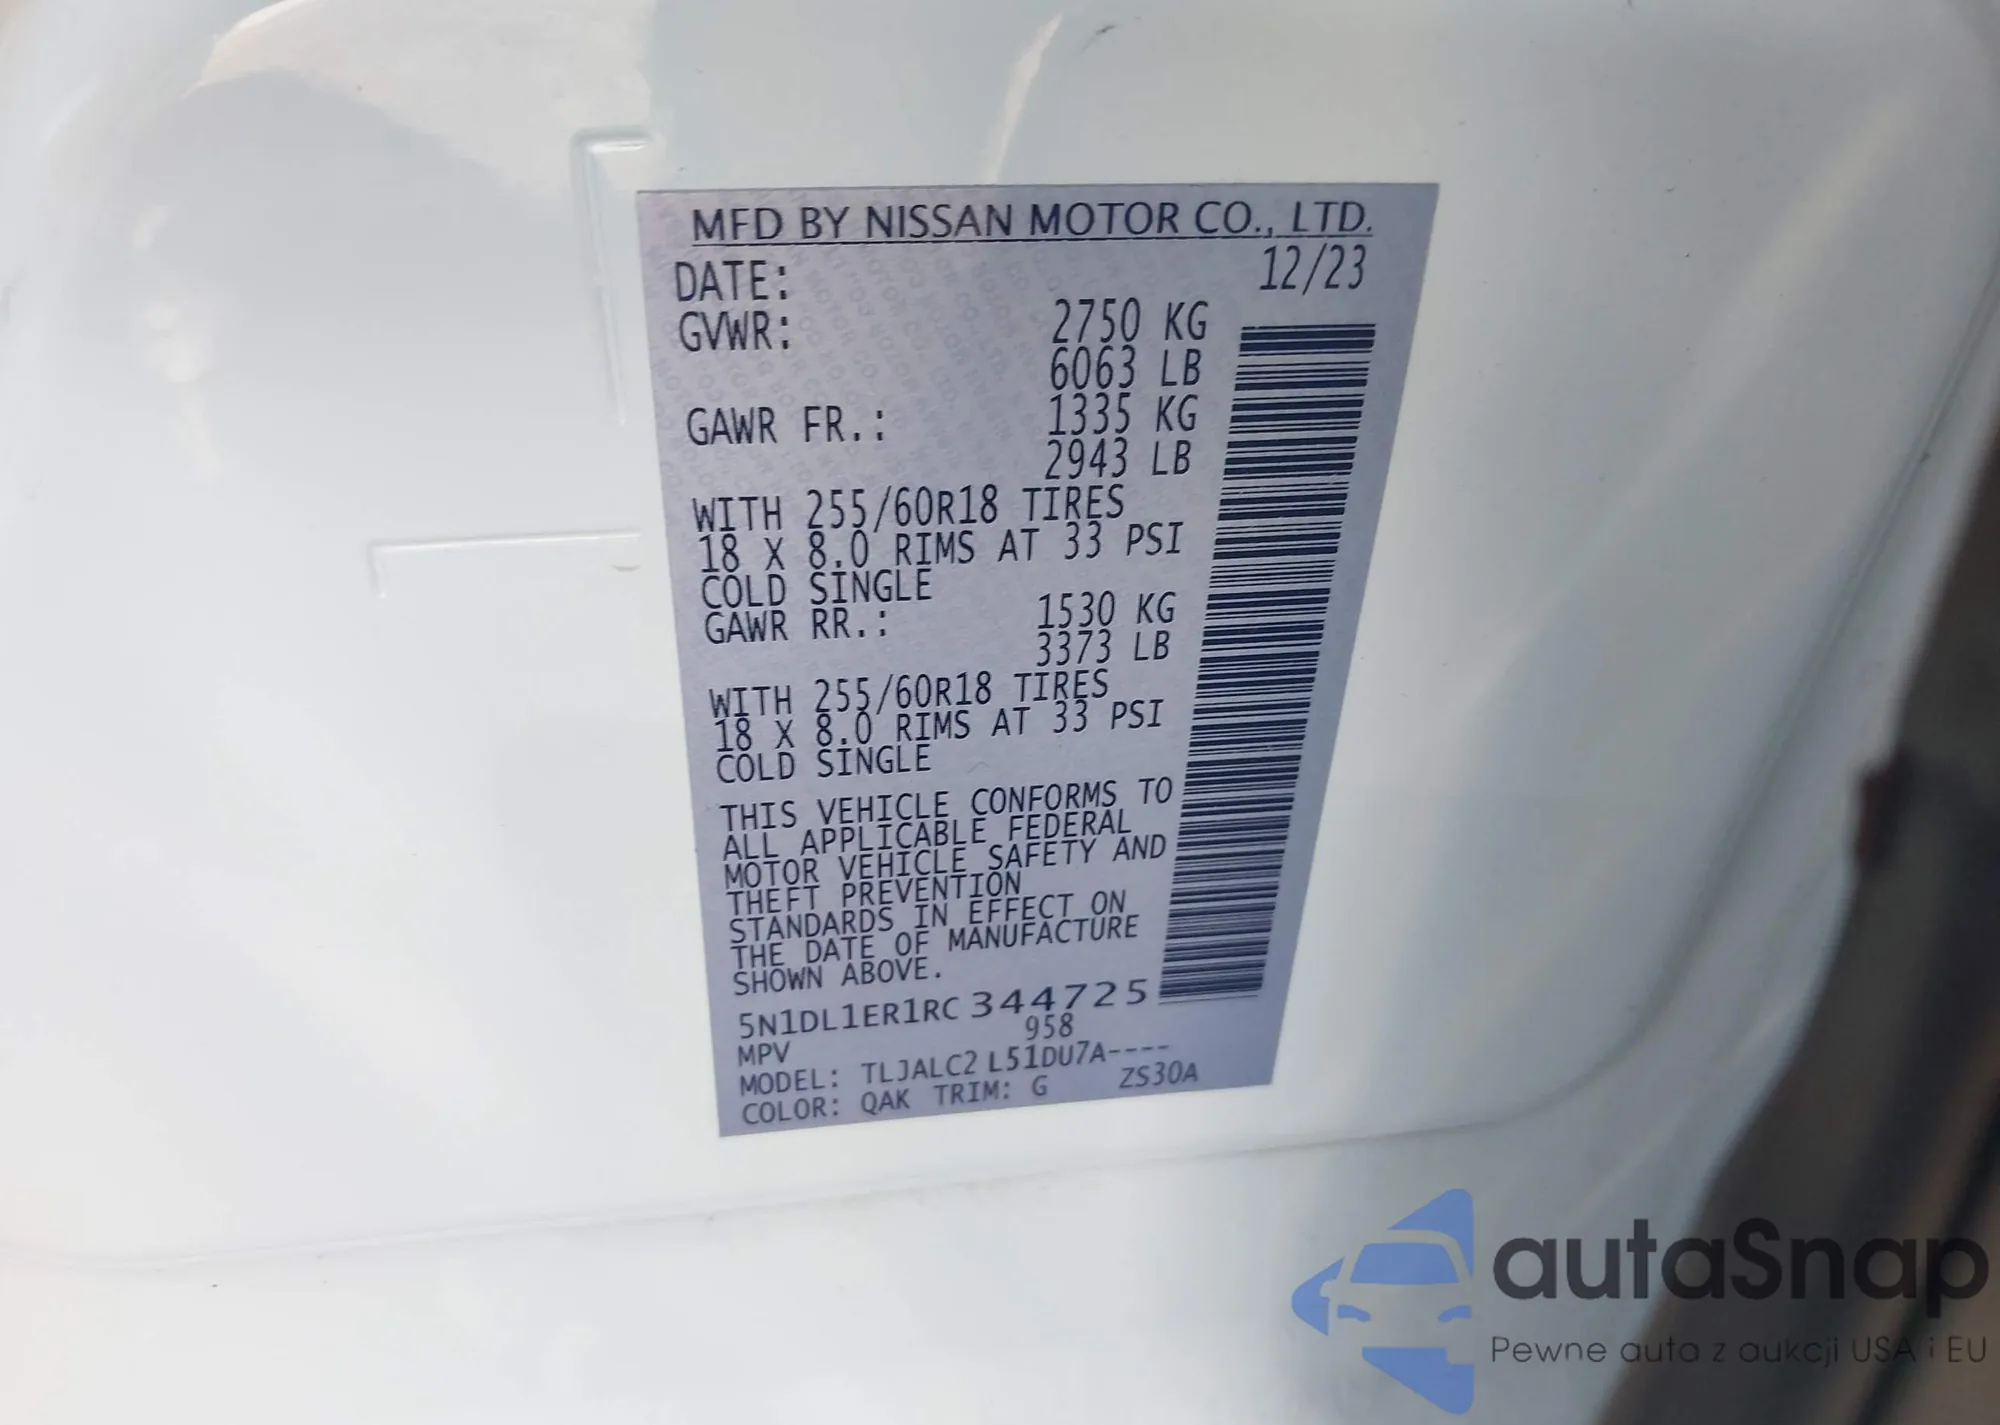 MFD BY NISSAN MOTOR CO., LTD.
DATE: 12/23
GVWR: 2750 KG
6063 LB
GAWR FR.: 1335 KG
2943 LB
WITH 255/60R18 TIRES
18 X 8.0 RIMS AT 33 PSI
COLD SINGLE
GAWR RR.: 1530 KG
3373 LB
WITH 255/60R18 TIRES
18 X 8.0 RIMS AT 33 PSI
COLD SINGLE
THIS VEHICLE CONFORMS TO
ALL APPLICABLE FEDERAL
MOTOR VEHICLE SAFETY AND
THEFT PREVENTION
STANDARDS IN EFFECT ON
THE DATE OF MANUFACTURE
SHOWN ABOVE.
5N1DL1ER1RC 344725
MPV 958
MODEL: TLJALC2 L51DU7A----
COLOR: QAK TRIM: G ZS30A
autaSnap
Pewne auta z aukcji USA i EU